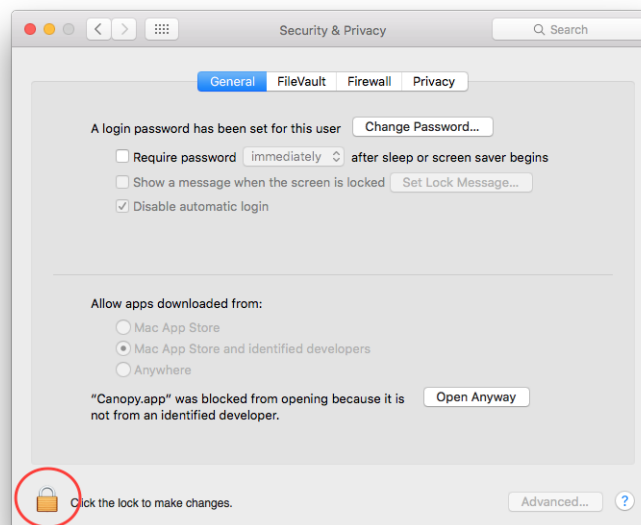 Security & Privacy
Search
General FileVault Firewall Privacy
A login password has been set for this user Change Password...
Require password immediately after sleep or screen saver begins
Show a message when the screen is locked Set Lock Message...
Disable automatic login
Allow apps downloaded from:
Mac App Store
Mac App Store and identified developers
Anywhere
“Canopy.app” was blocked from opening because it is
not from an identified developer.
Open Anyway
Click the lock to make changes.
Advanced...
?